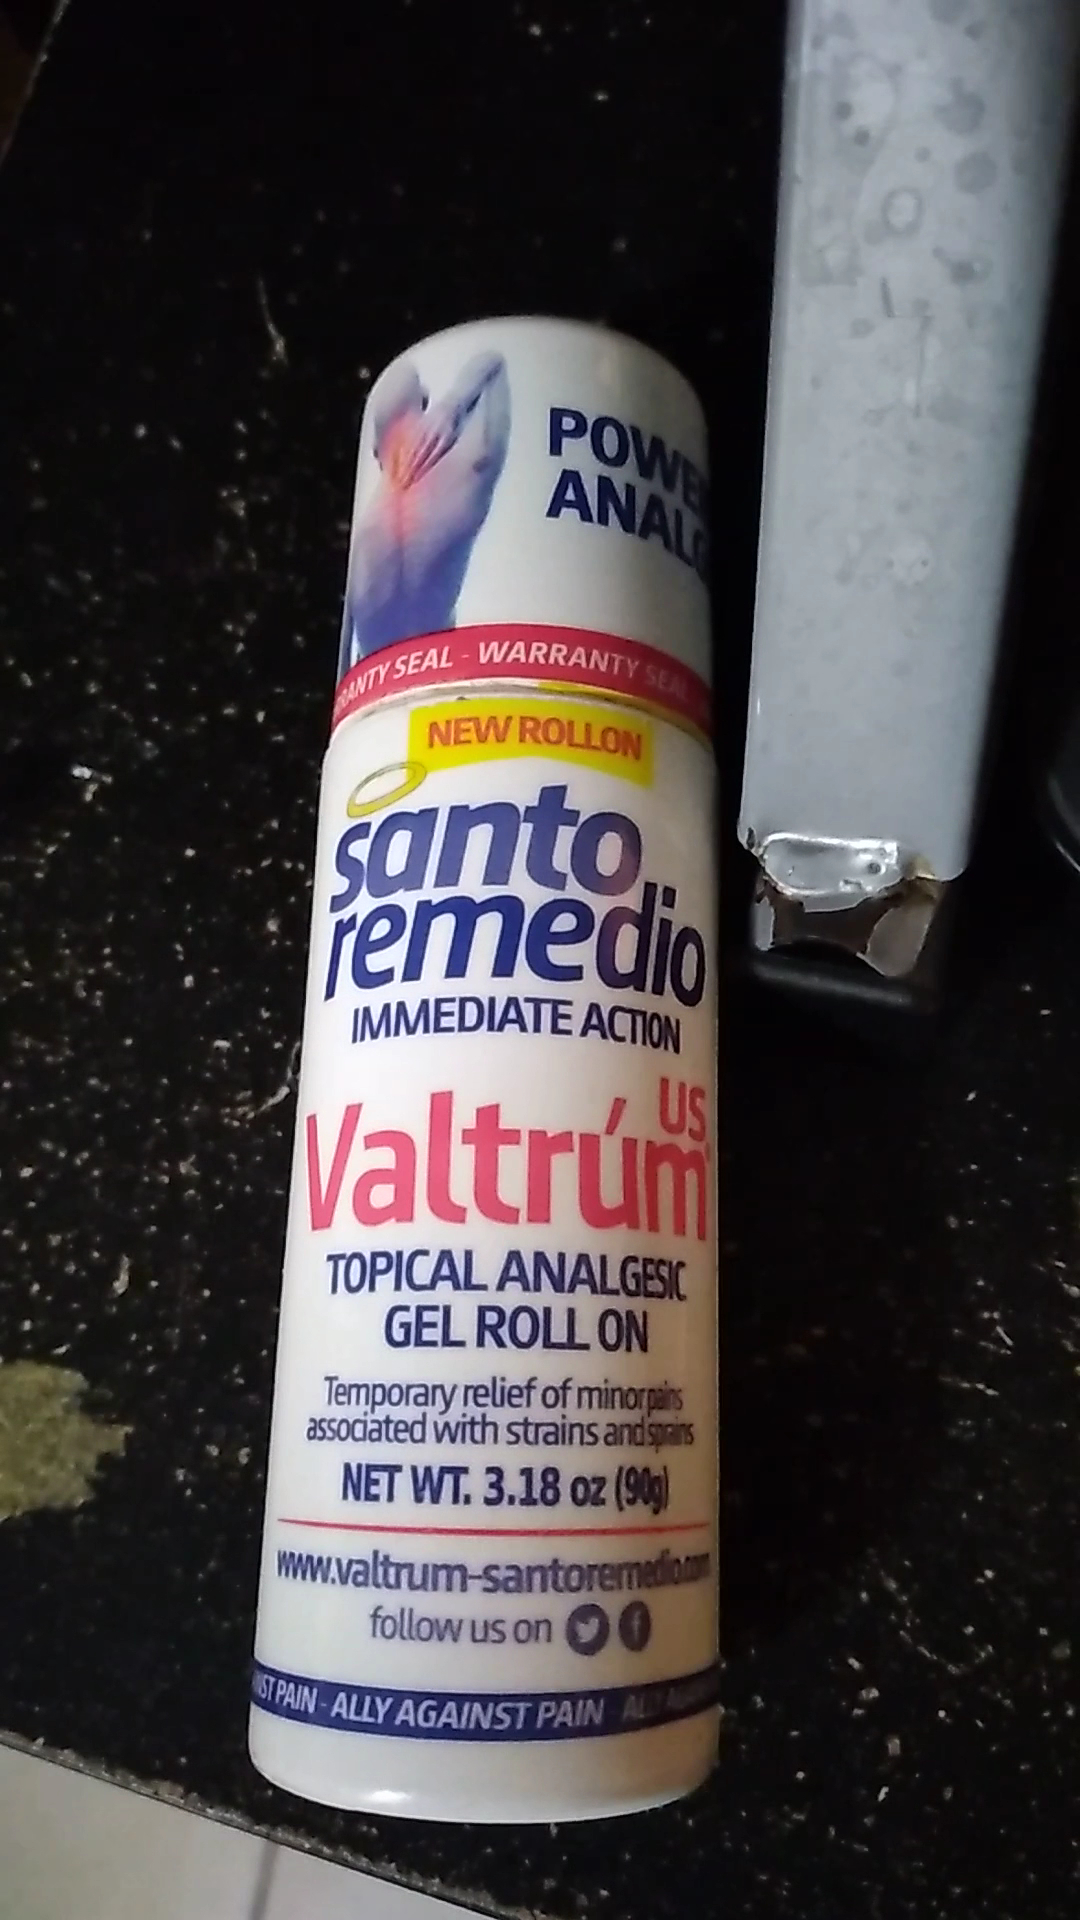 POWE
ANALG
RANTY SEAL - WARRANTY SEAL
NEW ROLLON
santo
remedio
IMMEDIATE ACTION
US
Valtrúm
TOPICAL ANALGESIC
GEL ROLL ON
Temporary relief of minor pains
associated with strains and sprains
NET WT. 3.18 oz (90g)
www.valtrum-santoremedio.com
follow us on
NST PAIN - ALLY AGAINST PAIN ALLY